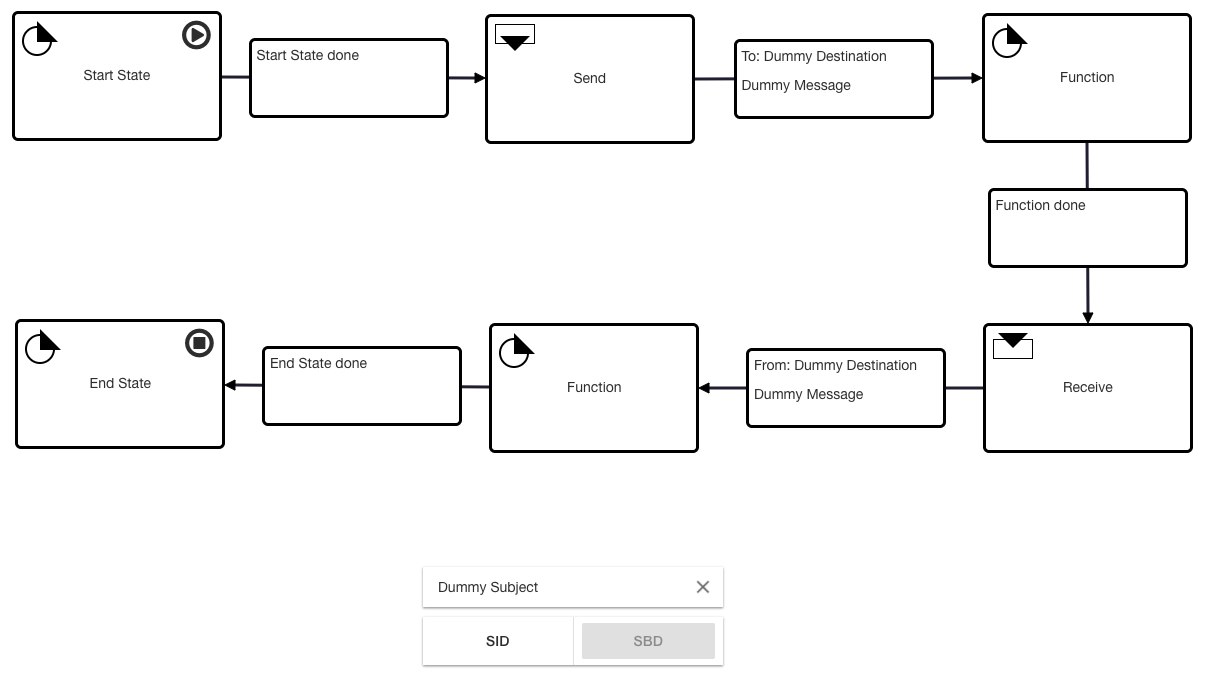 Start State
Start State done
Send
To: Dummy Destination
Dummy Message
Function
Function done
End State
End State done
Function
From: Dummy Destination
Dummy Message
Receive
Dummy Subject
SID
SBD